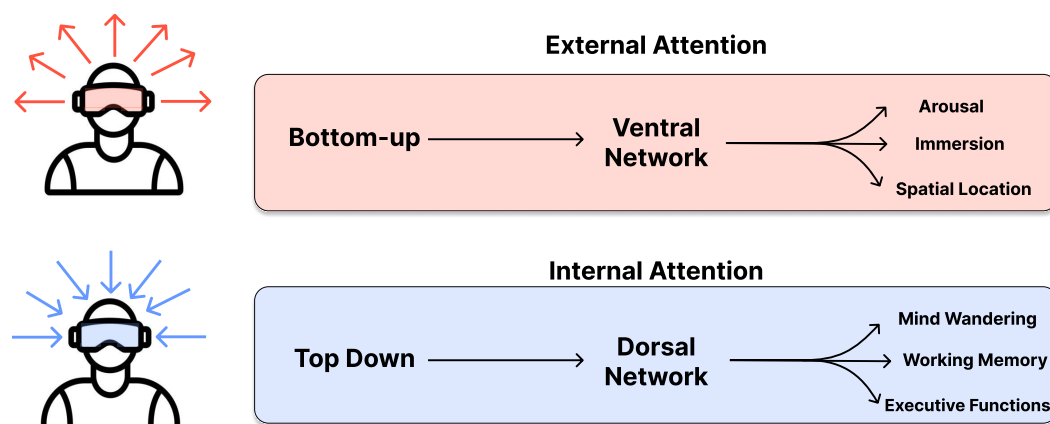 External Attention
Bottom-up
Ventral
Network
Arousal
Immersion
Spatial Location
Internal Attention
Top Down
Dorsal
Network
Mind Wandering
Working Memory
Executive Functions